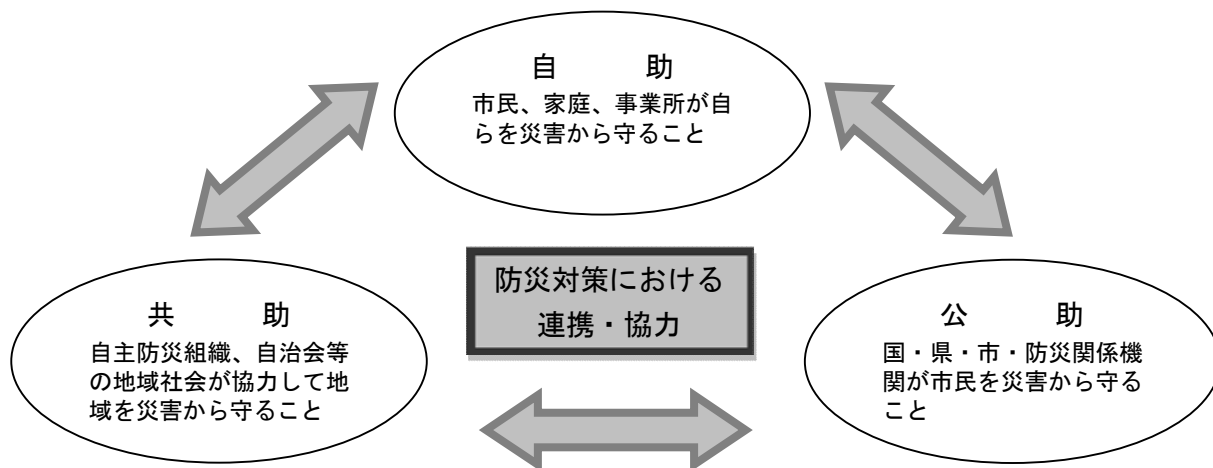 自　　　助
市民、家庭、事業所が自
らを災害から守ること
防災対策における
連携・協力
共　　　助
自主防災組織、自治会等
の地域社会が協力して地
域を災害から守ること
公　　　助
国・県・市・防災関係機
関が市民を災害から守る
こと